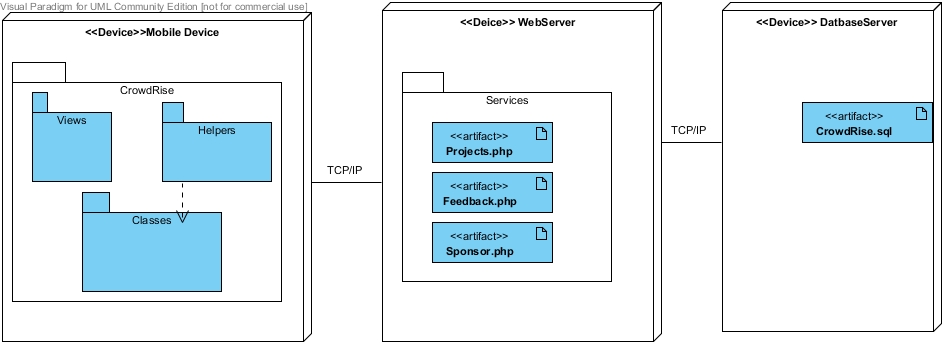 Visual Paradigm for UML Community Edition [not for commercial use]
<<Device>>Mobile Device
CrowdRise
Views
Helpers
Classes
TCP/IP
<<Deice>> WebServer
Services
<<artifact>>
Projects.php
<<artifact>>
Feedback.php
<<artifact>>
Sponsor.php
TCP/IP
<<Device>> DatbaseServer
<<artifact>>
CrowdRise.sql